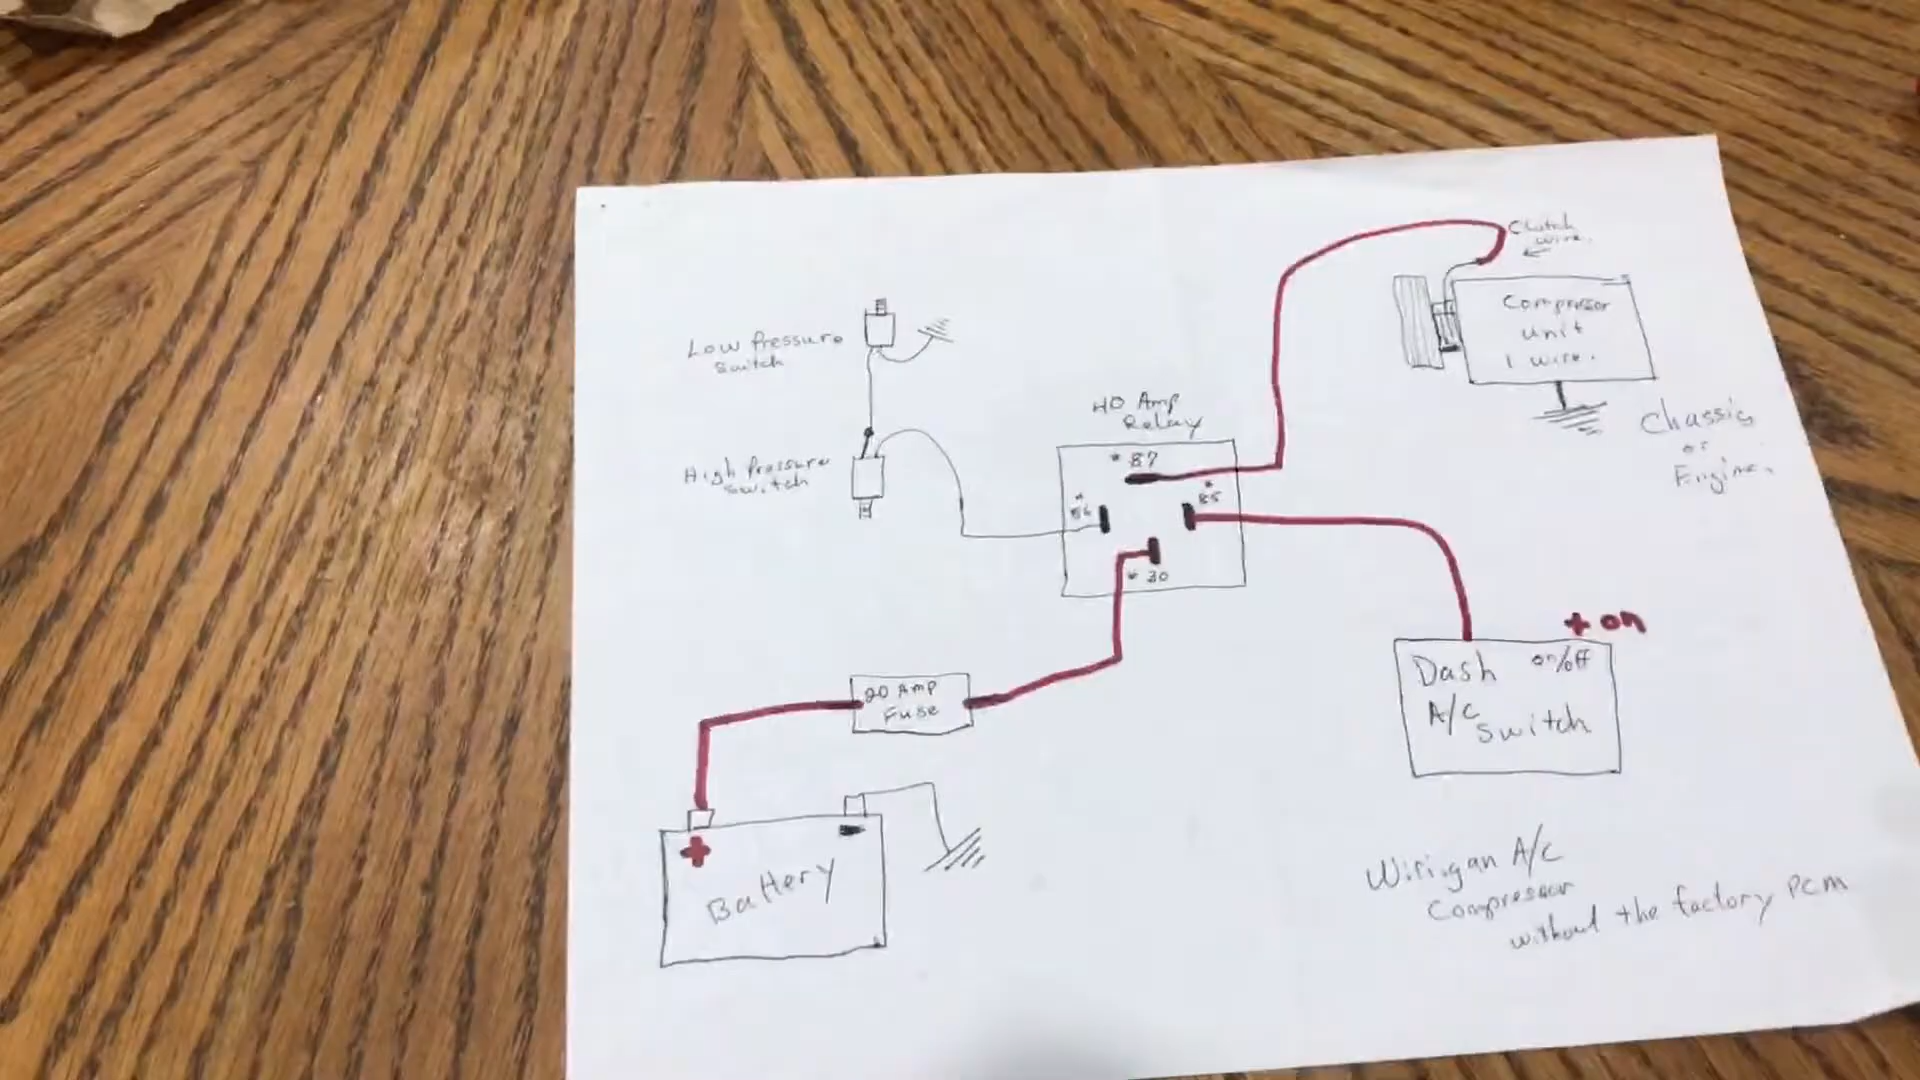 Clutch
wire.
Compressor
unit
1 wire.
Chassis
or
Engine.
Low Pressure
Switch
High Pressure
Switch
40 Amp
Relay
* 87
* 85
* 86
* 30
20 Amp
Fuse
+ on
Dash on/off
A/C
Switch
+ -
Battery
Wiring an A/C
Compressor
without the factory PCM